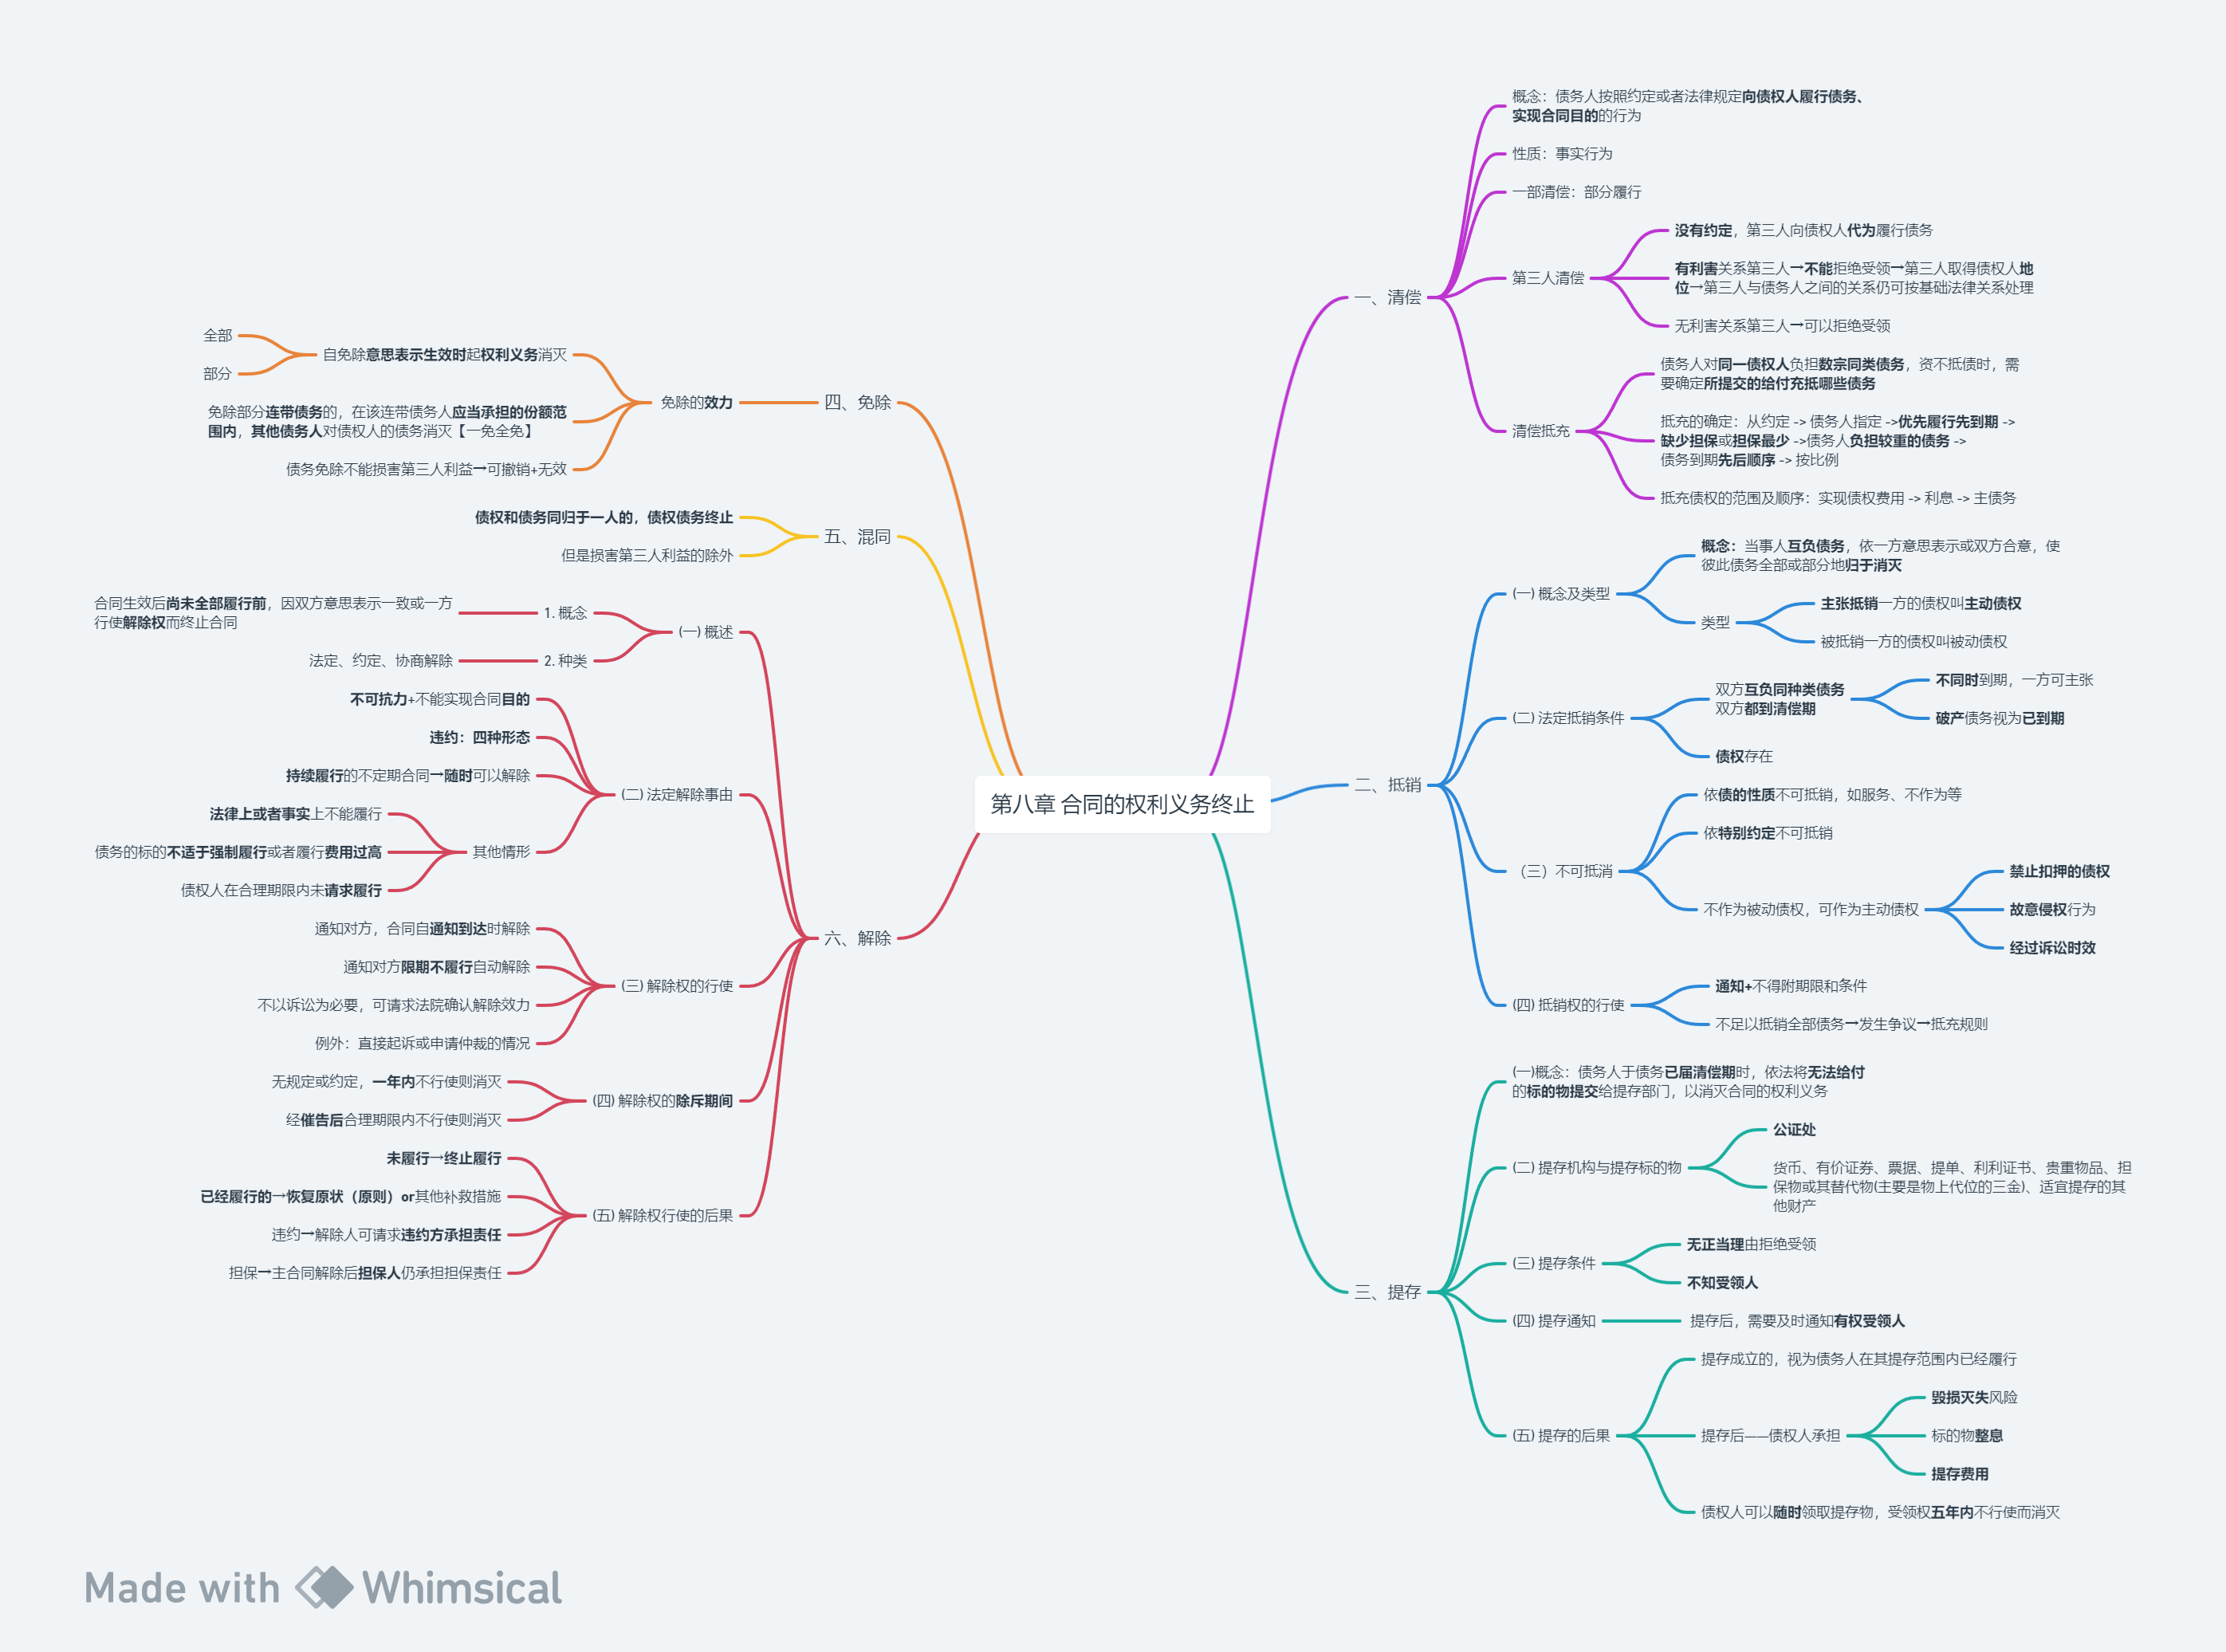 第八章 合同的权利义务终止
一、清偿
概念：债务人按照约定或者法律规定向债权人履行债务、
实现合同目的的行为
性质：事实行为
一部清偿：部分履行
第三人清偿
没有约定，第三人向债权人代为履行债务
有利害关系第三人→不能拒绝受领→第三人取得债权人地
位→第三人与债务人之间的关系仍可按基础法律关系处理
无利害关系第三人→可以拒绝受领
清偿抵充
债务人对同一债权人负担数宗同类债务，资不抵债时，需
要确定所提交的给付充抵哪些债务
抵充的确定：从约定 -> 债务人指定 ->优先履行先到期 ->
缺少担保或担保最少 ->债务人负担较重的债务 ->
债务到期先后顺序 -> 按比例
抵充债权的范围及顺序：实现债权费用 -> 利息 -> 主债务
二、抵销
(一) 概念及类型
概念：当事人互负债务，依一方意思表示或双方合意，使
彼此债务全部或部分地归于消灭
类型
主张抵销一方的债权叫主动债权
被抵销一方的债权叫被动债权
(二) 法定抵销条件
双方互负同种类债务
双方都到清偿期
不同时到期，一方可主张
破产债务视为已到期
债权存在
（三）不可抵消
依债的性质不可抵销，如服务、不作为等
依特别约定不可抵销
不作为被动债权，可作为主动债权
禁止扣押的债权
故意侵权行为
经过诉讼时效
(四) 抵销权的行使
通知+不得附期限和条件
不足以抵销全部债务→发生争议→抵充规则
三、提存
(一)概念：债务人于债务已届清偿期时，依法将无法给付
的标的物提交给提存部门，以消灭合同的权利义务
(二) 提存机构与提存标的物
公证处
货币、有价证券、票据、提单、利利证书、贵重物品、担
保物或其替代物(主要是物上代位的三金)、适宜提存的其
他财产
(三) 提存条件
无正当理由拒绝受领
不知受领人
(四) 提存通知
提存后，需要及时通知有权受领人
(五) 提存的后果
提存成立的，视为债务人在其提存范围内已经履行
提存后——债权人承担
毁损灭失风险
标的物整息
提存费用
债权人可以随时领取提存物，受领权五年内不行使而消灭
四、免除
免除的效力
自免除意思表示生效时起权利义务消灭
全部
部分
免除部分连带债务的，在该连带债务人应当承担的份额范
围内，其他债务人对债权人的债务消灭【一免全免】
债务免除不能损害第三人利益→可撤销+无效
五、混同
债权和债务同归于一人的，债权债务终止
但是损害第三人利益的除外
六、解除
(一) 概述
1. 概念
合同生效后尚未全部履行前，因双方意思表示一致或一方
行使解除权而终止合同
2. 种类
法定、约定、协商解除
(二) 法定解除事由
不可抗力+不能实现合同目的
违约：四种形态
持续履行的不定期合同→随时可以解除
其他情形
法律上或者事实上不能履行
债务的标的不适于强制履行或者履行费用过高
债权人在合理期限内未请求履行
(三) 解除权的行使
通知对方，合同自通知到达时解除
通知对方限期不履行自动解除
不以诉讼为必要，可请求法院确认解除效力
例外：直接起诉或申请仲裁的情况
(四) 解除权的除斥期间
无规定或约定，一年内不行使则消灭
经催告后合理期限内不行使则消灭
(五) 解除权行使的后果
未履行→终止履行
已经履行的→恢复原状（原则）or其他补救措施
违约→解除人可请求违约方承担责任
担保→主合同解除后担保人仍承担担保责任
Made with Whimsical